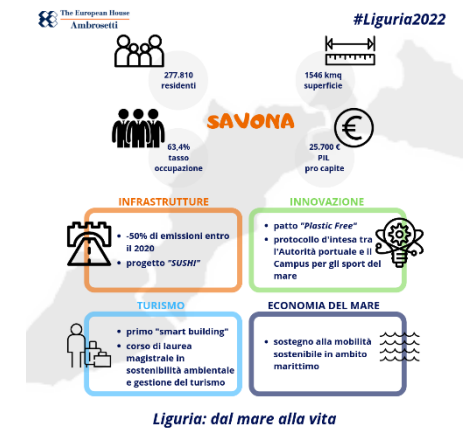 The European House
Ambrosetti
#Liguria2022
277.810
residenti
1546 kmq
superficie
SAVONA
63,4%
tasso
occupazione
25.700 €
PIL
pro capite
INFRASTRUTTURE
• -50% di emissioni entro
il 2020
• progetto "SUSHI"
INNOVAZIONE
• patto "Plastic Free"
• protocollo d'intesa tra
l'Autorità portuale e il
Campus per gli sport del
mare
TURISMO
• primo "smart building"
• corso di laurea
magistrale in
sostenibilità ambientale
e gestione del turismo
ECONOMIA DEL MARE
• sostegno alla mobilità
sostenibile in ambito
marittimo
Liguria: dal mare alla vita